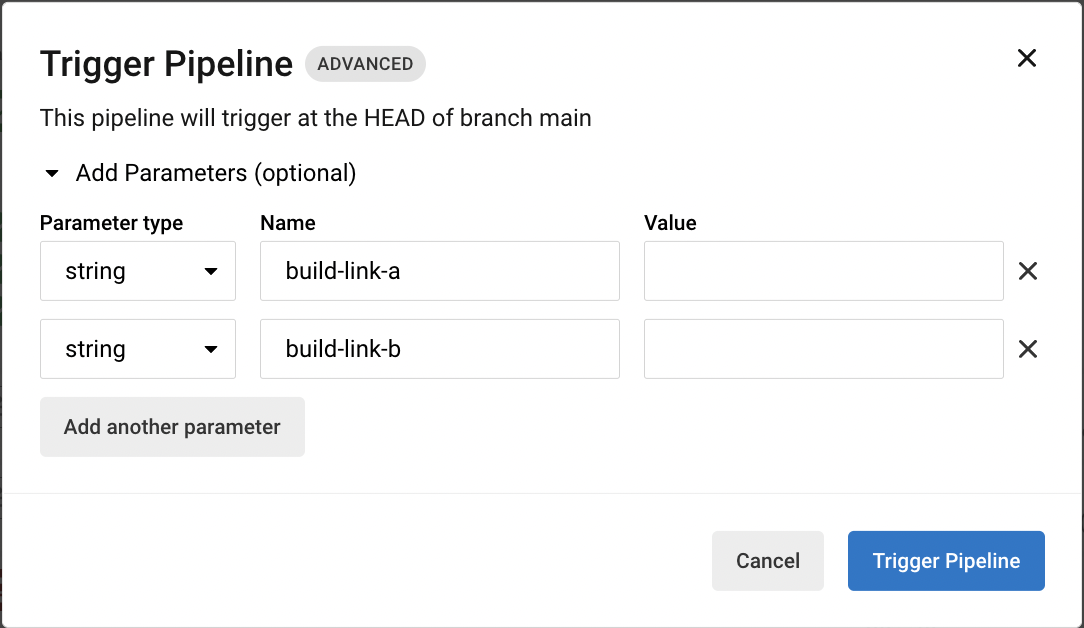 Trigger Pipeline ADVANCED
This pipeline will trigger at the HEAD of branch main
Add Parameters (optional)
Parameter type Name Value
string build-link-a
string build-link-b
Add another parameter
Cancel Trigger Pipeline